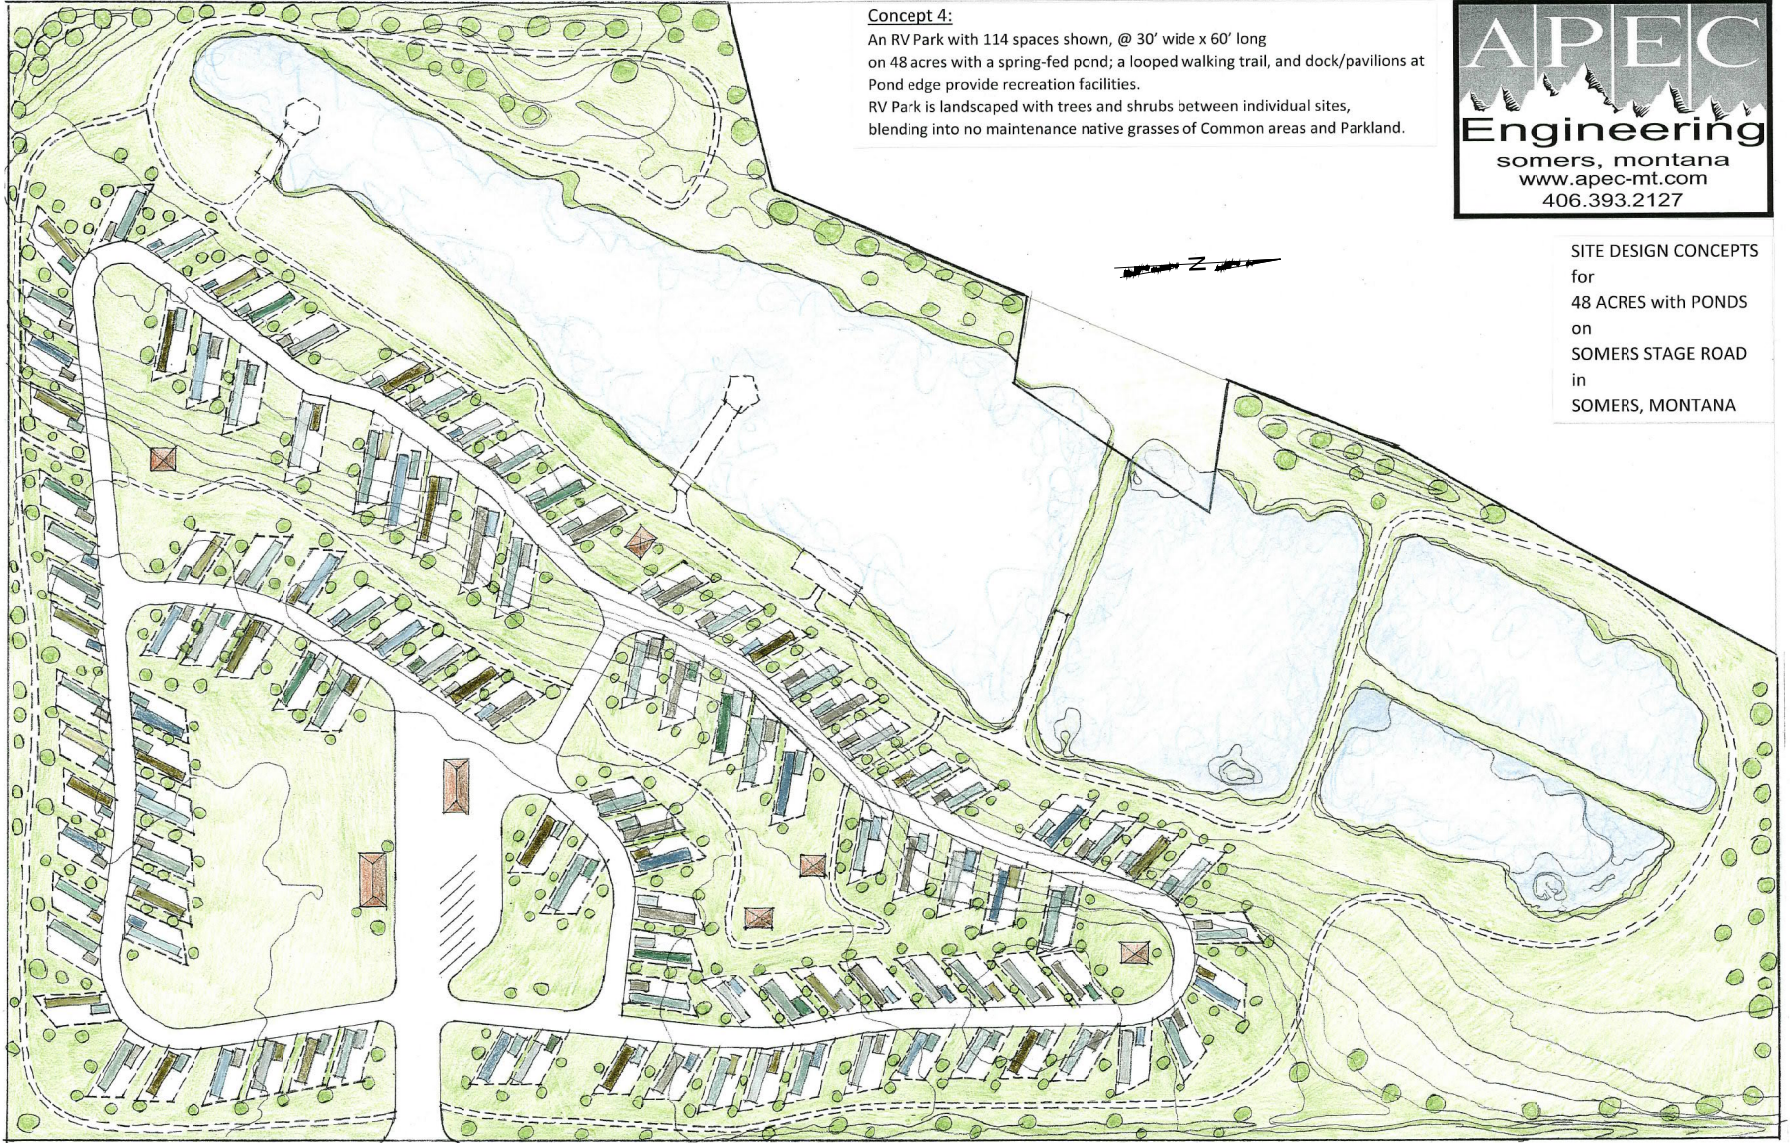 Concept 4:
An RV Park with 114 spaces shown, @ 30' wide x 60' long
on 48 acres with a spring-fed pond; a looped walking trail, and dock/pavilions at
Pond edge provide recreation facilities.
RV Park is landscaped with trees and shrubs between individual sites,
blending into no maintenance native grasses of Common areas and Parkland.
APEC
Engineering
somers, montana
www.apec-mt.com
406.393.2127
SITE DESIGN CONCEPTS
for
48 ACRES with PONDS
on
SOMERS STAGE ROAD
in
SOMERS, MONTANA
N